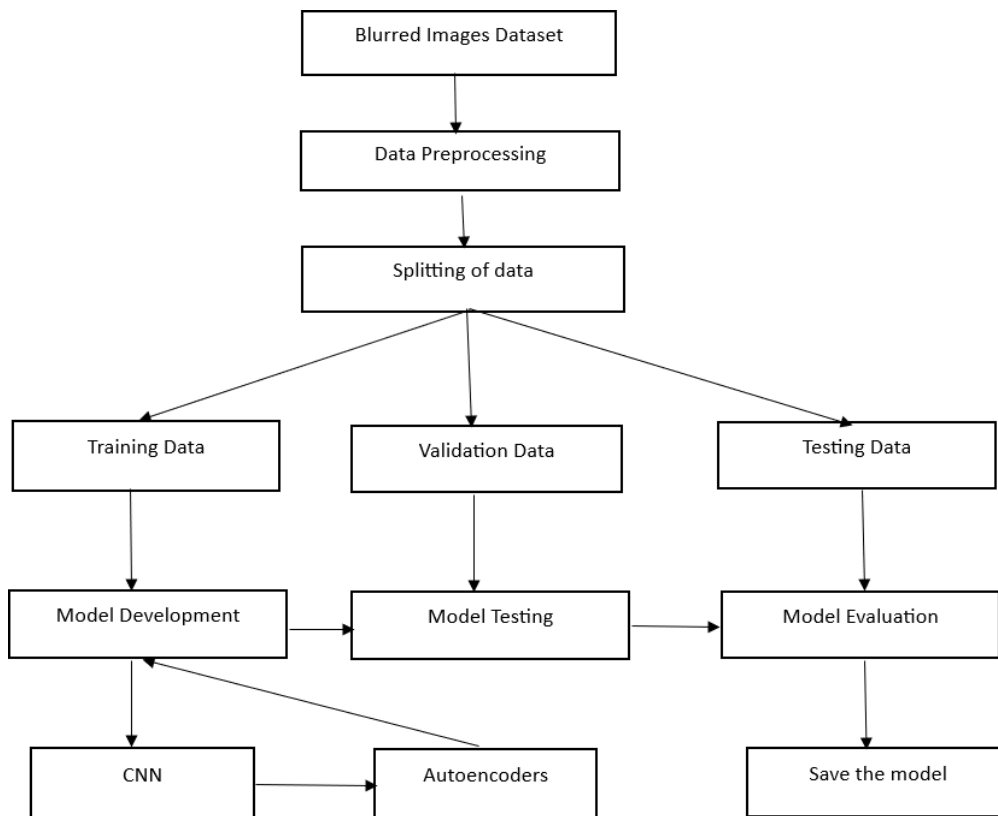 Blurred Images Dataset
Data Preprocessing
Splitting of data
Training Data
Validation Data
Testing Data
Model Development
Model Testing
Model Evaluation
CNN
Autoencoders
Save the model